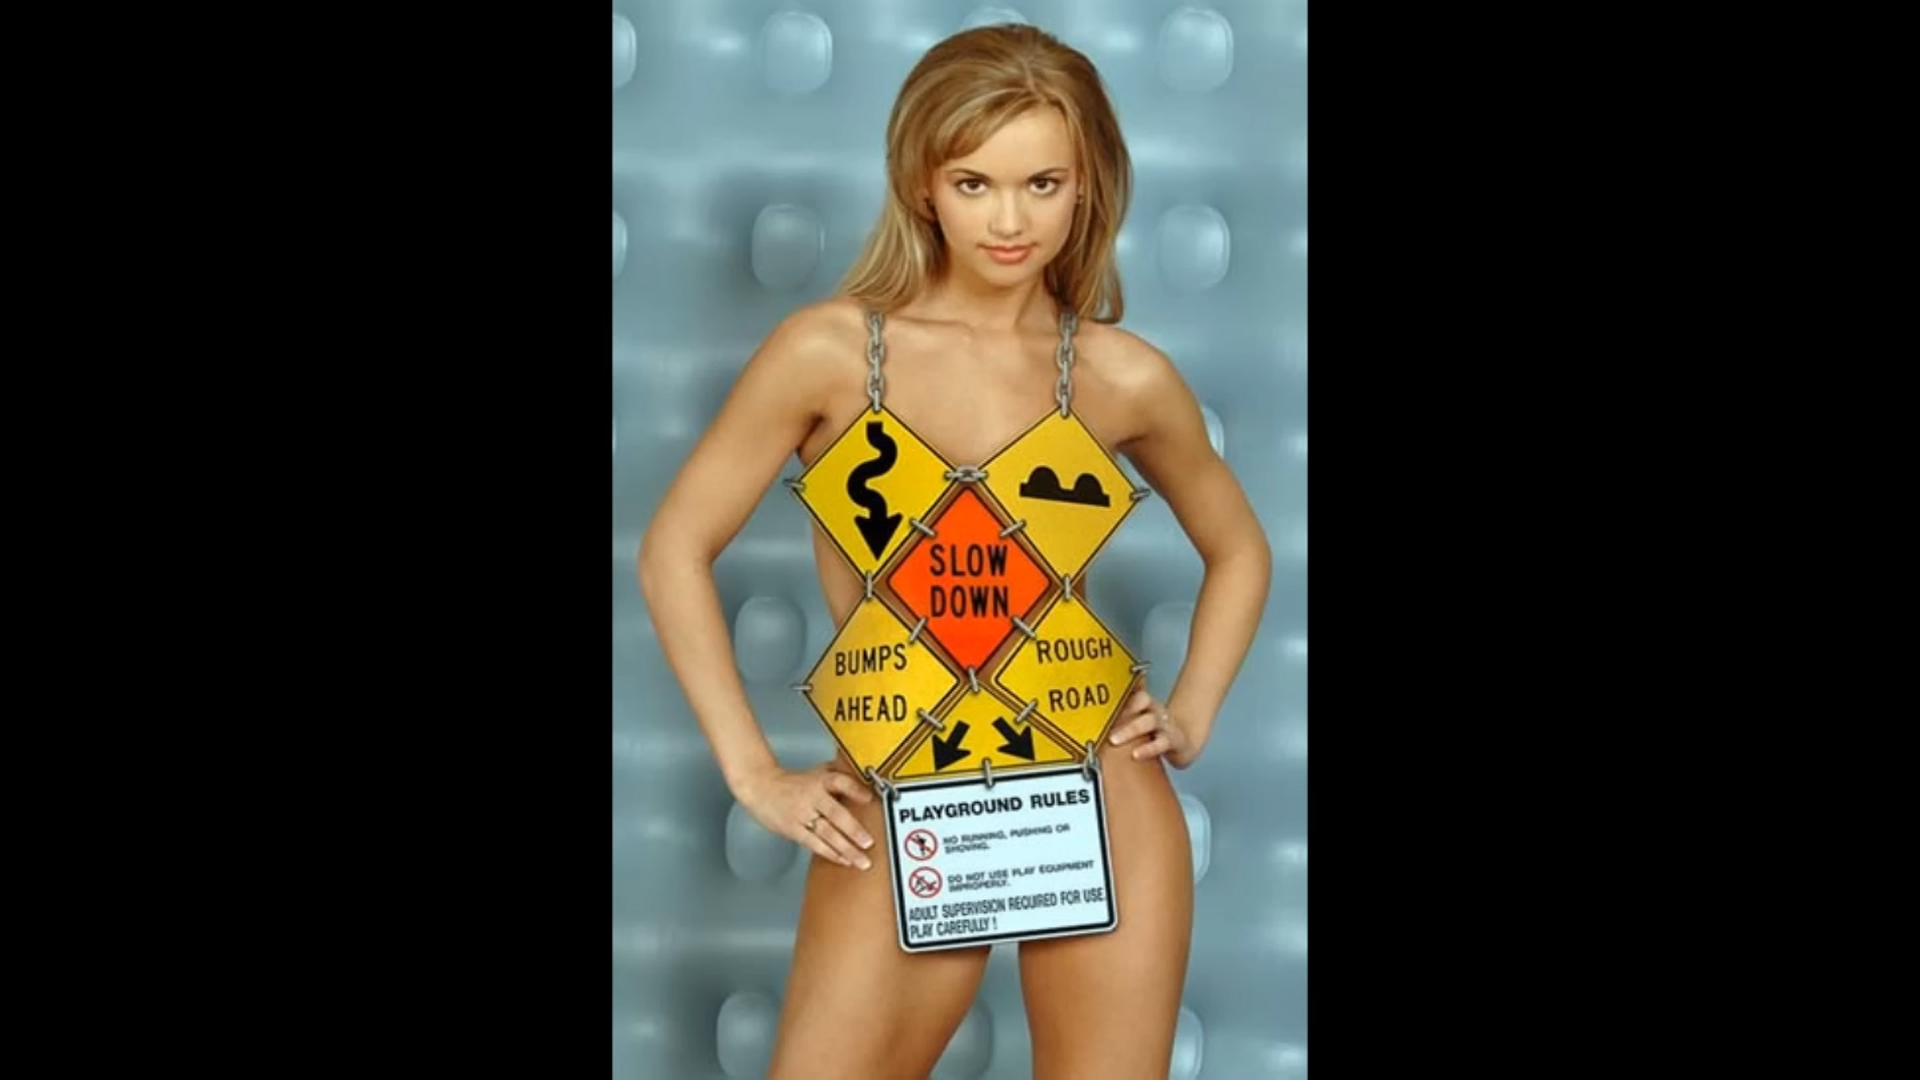 SLOW
DOWN
BUMPS
AHEAD
ROUGH
ROAD
PLAYGROUND RULES
NO RUNNING, PUSHING OR
SHOVING.
DO NOT USE PLAY EQUIPMENT
IMPROPERLY.
ADULT SUPERVISION REQUIRED FOR USE.
PLAY CAREFULLY !